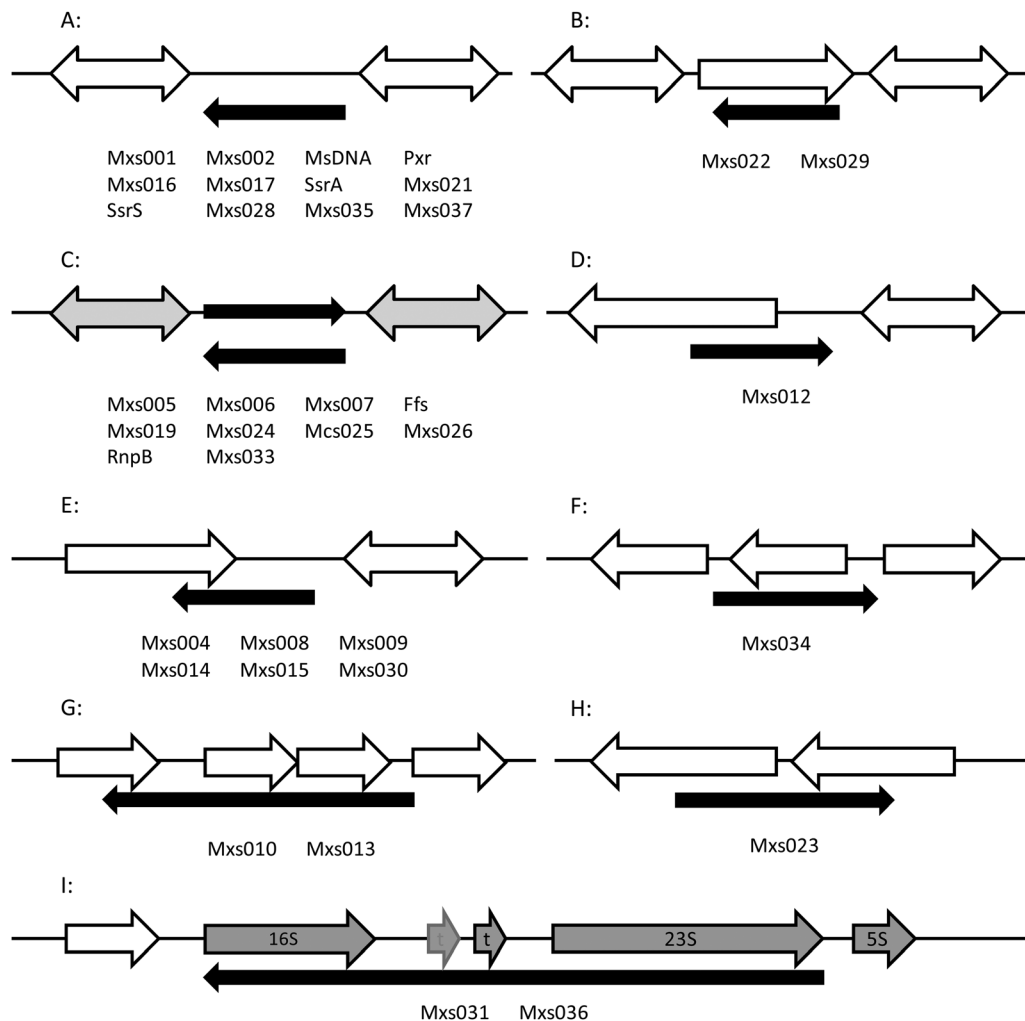 A:
B:
Mxs001 Mxs002 MsDNA Pxr
Mxs016 Mxs017 SsrA Mxs021
SsrS Mxs028 Mxs035 Mxs037
Mxs022 Mxs029
C:
D:
Mxs005 Mxs006 Mxs007 Ffs
Mxs019 Mxs024 Mcs025 Mxs026
RnpB Mxs033
Mxs012
E:
F:
Mxs004 Mxs008 Mxs009
Mxs014 Mxs015 Mxs030
Mxs034
G:
H:
Mxs010 Mxs013
Mxs023
I:
16S t t 23S 5S
Mxs031 Mxs036